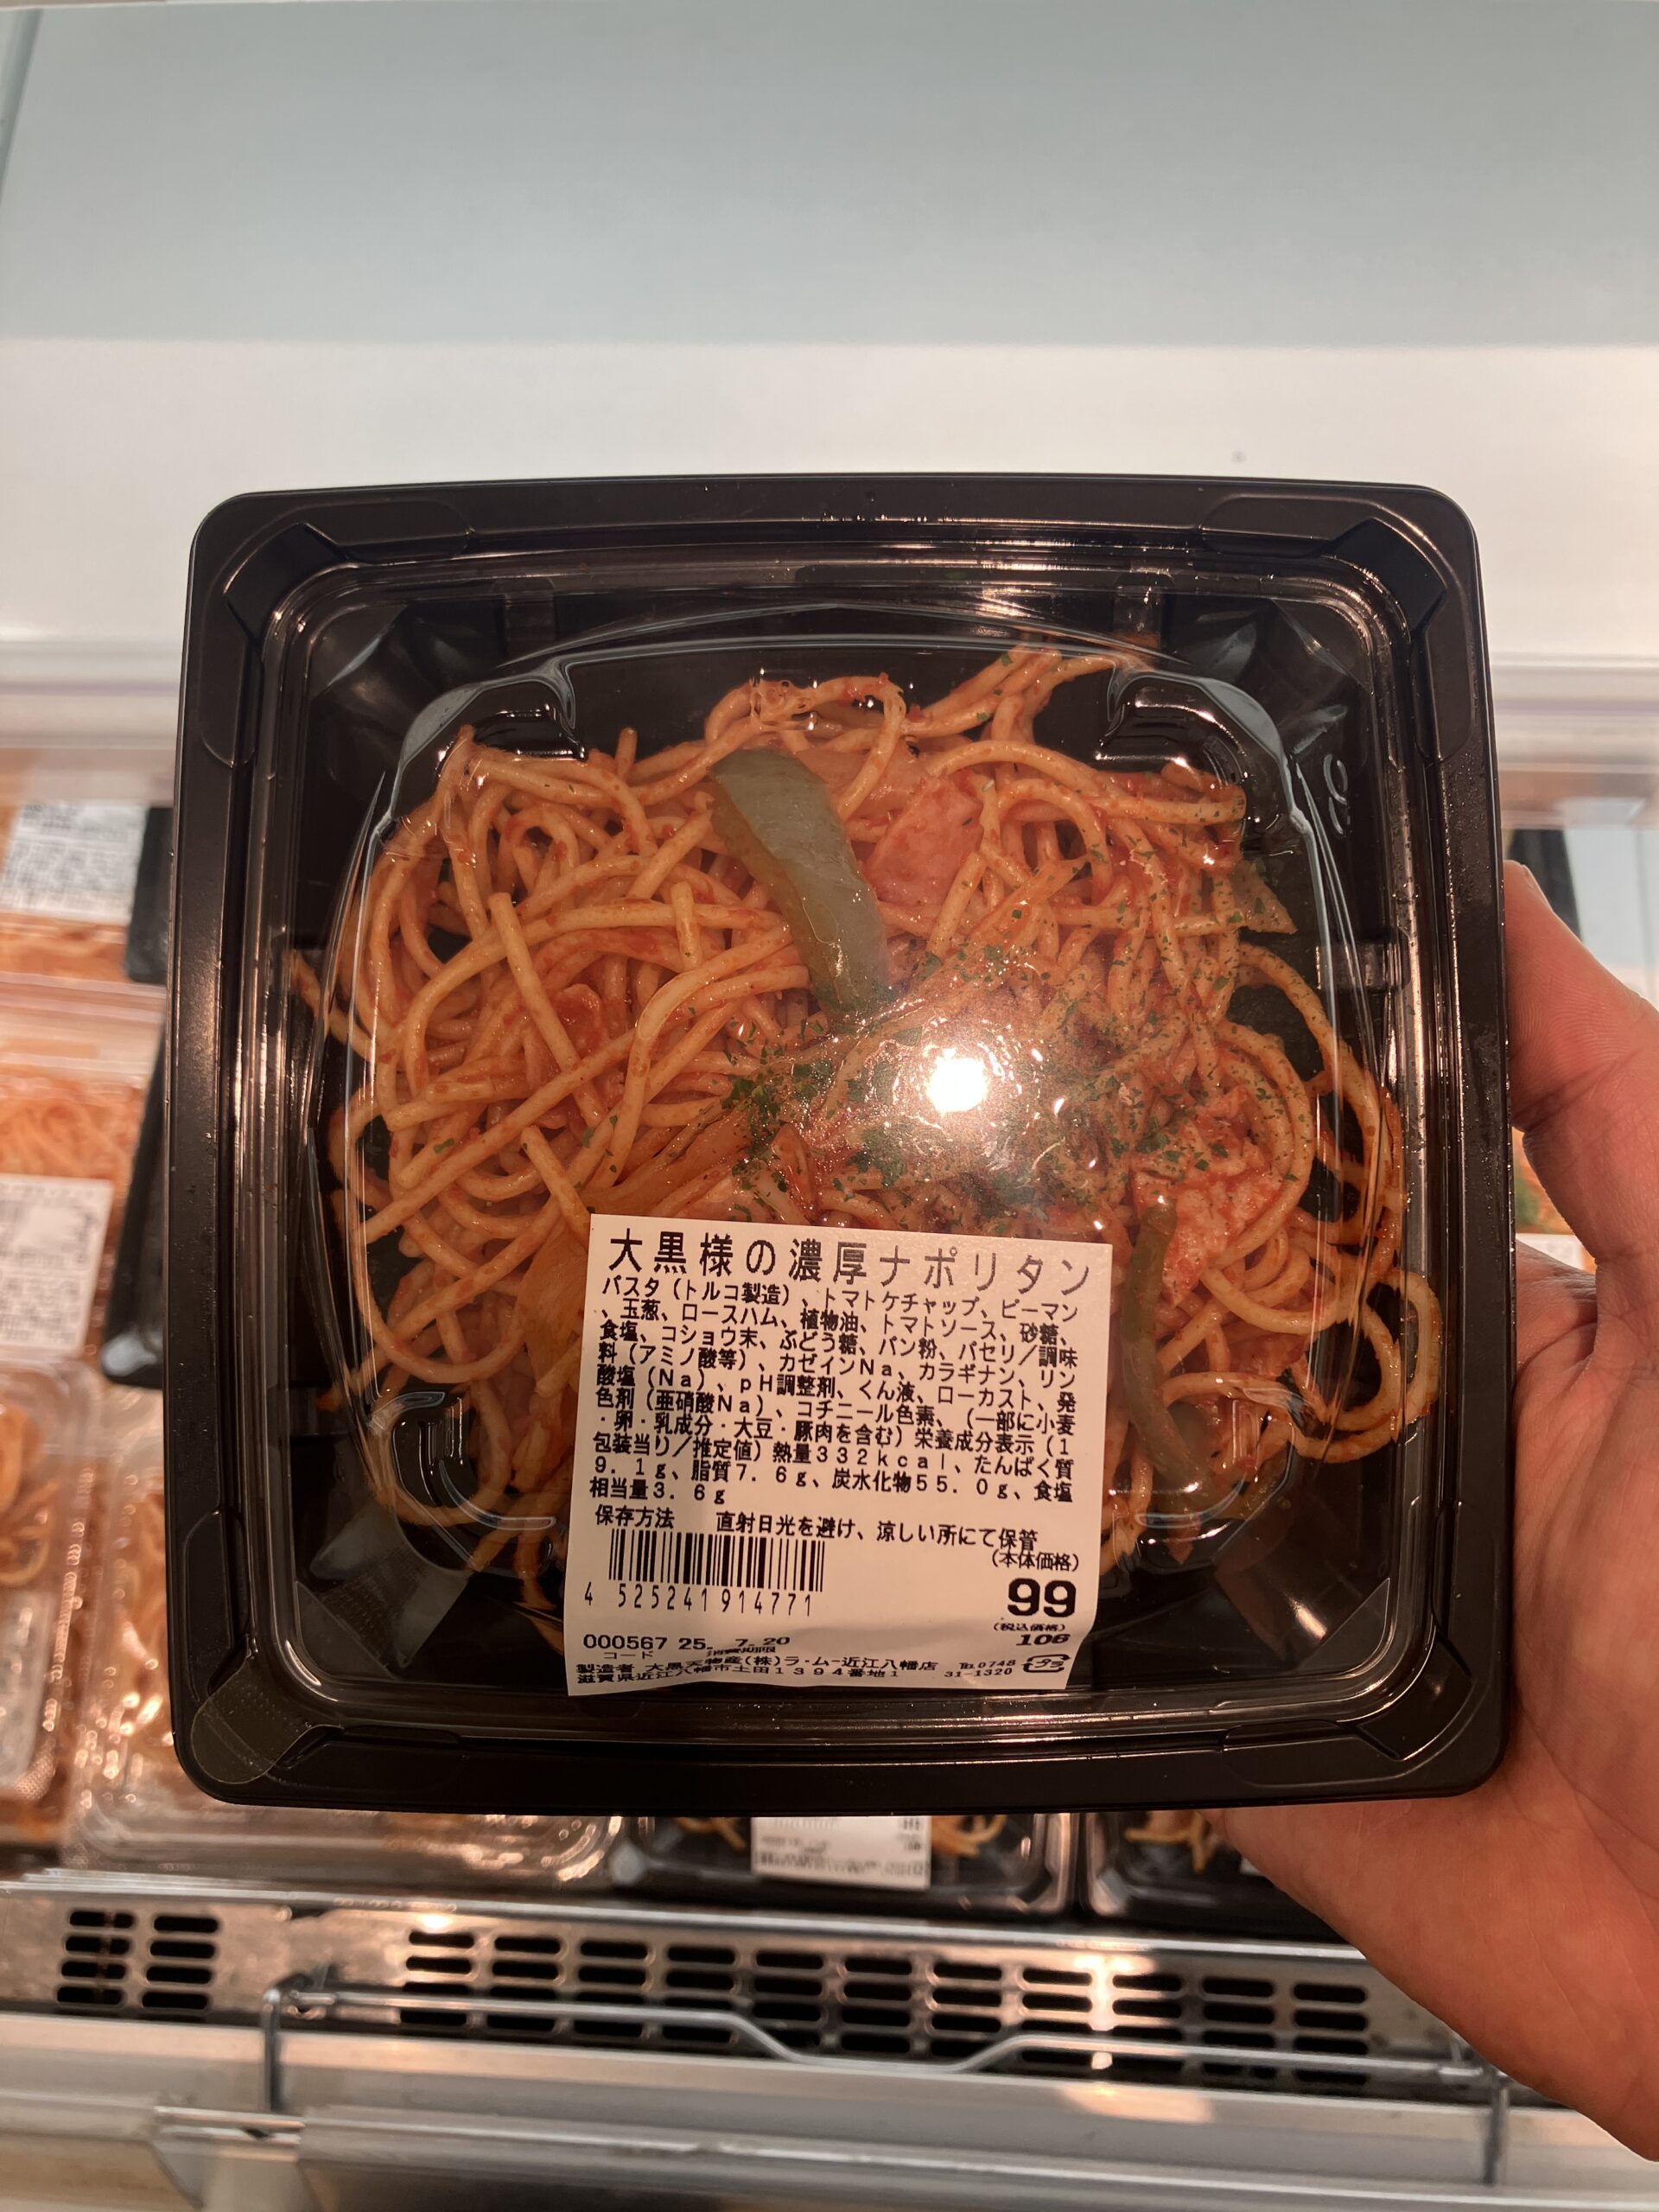 大黒様の濃厚ナポリタン
パスタ（トルコ製造）、トマトケチャップ、ピーマン
、玉葱、ロースハム、植物油、トマトソース、砂糖、
食塩、コショウ末、ぶどう糖、パン粉、パセリ／調味
料（アミノ酸等）、カゼインNa、カラギナン、リン
酸塩（Na）、pH調整剤、くん液、ローカスト、発
色剤（亜硝酸Na）、コチニール色素、（一部に小麦
・卵・乳成分・大豆・豚肉を含む）栄養成分表示（1
包装当り／推定値）熱量332kcal、たんぱく質
9.1g、脂質7.6g、炭水化物55.0g、食塩
相当量3.6g
保存方法　直射日光を避け、涼しい所にて保管
(本体価格)
99
4 525241 914771
(税込価格)
106
000567 25. 7.20
コード 消費期限
製造者 大黒天物産(株)ラ・ムー近江八幡店 TEL0748
滋賀県近江八幡市土田1394番地1 31-1320
プラ